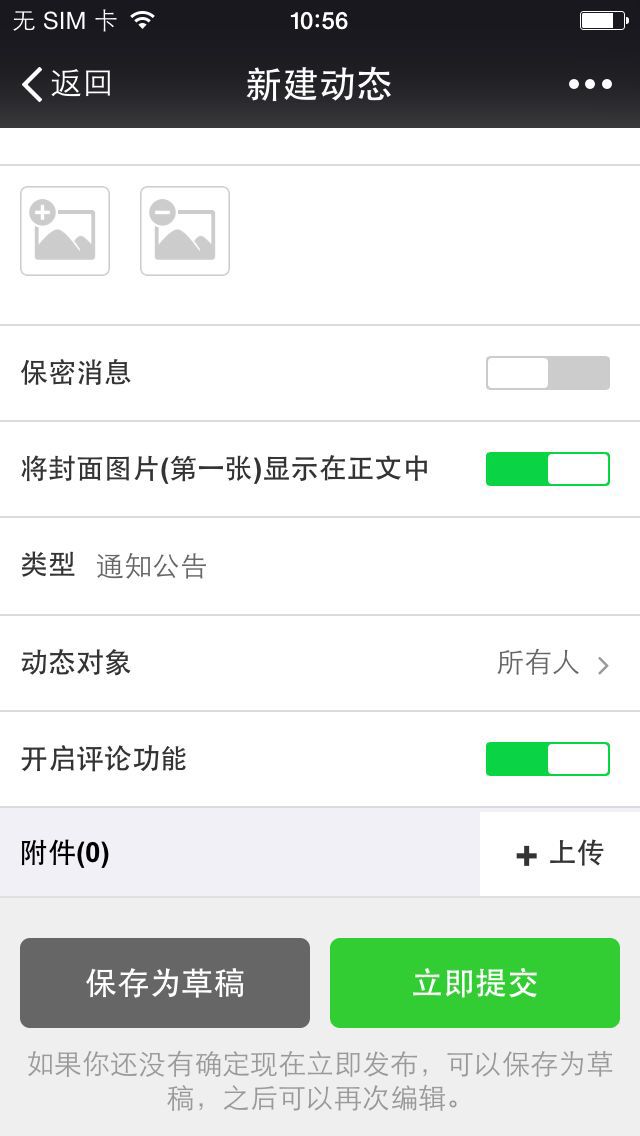 无 SIM 卡 10:56
返回 新建动态
保密消息
将封面图片(第一张)显示在正文中
类型 通知公告
动态对象 所有人
开启评论功能
附件(0) + 上传
保存为草稿 立即提交
如果你还没有确定现在立即发布，可以保存为草
稿，之后可以再次编辑。